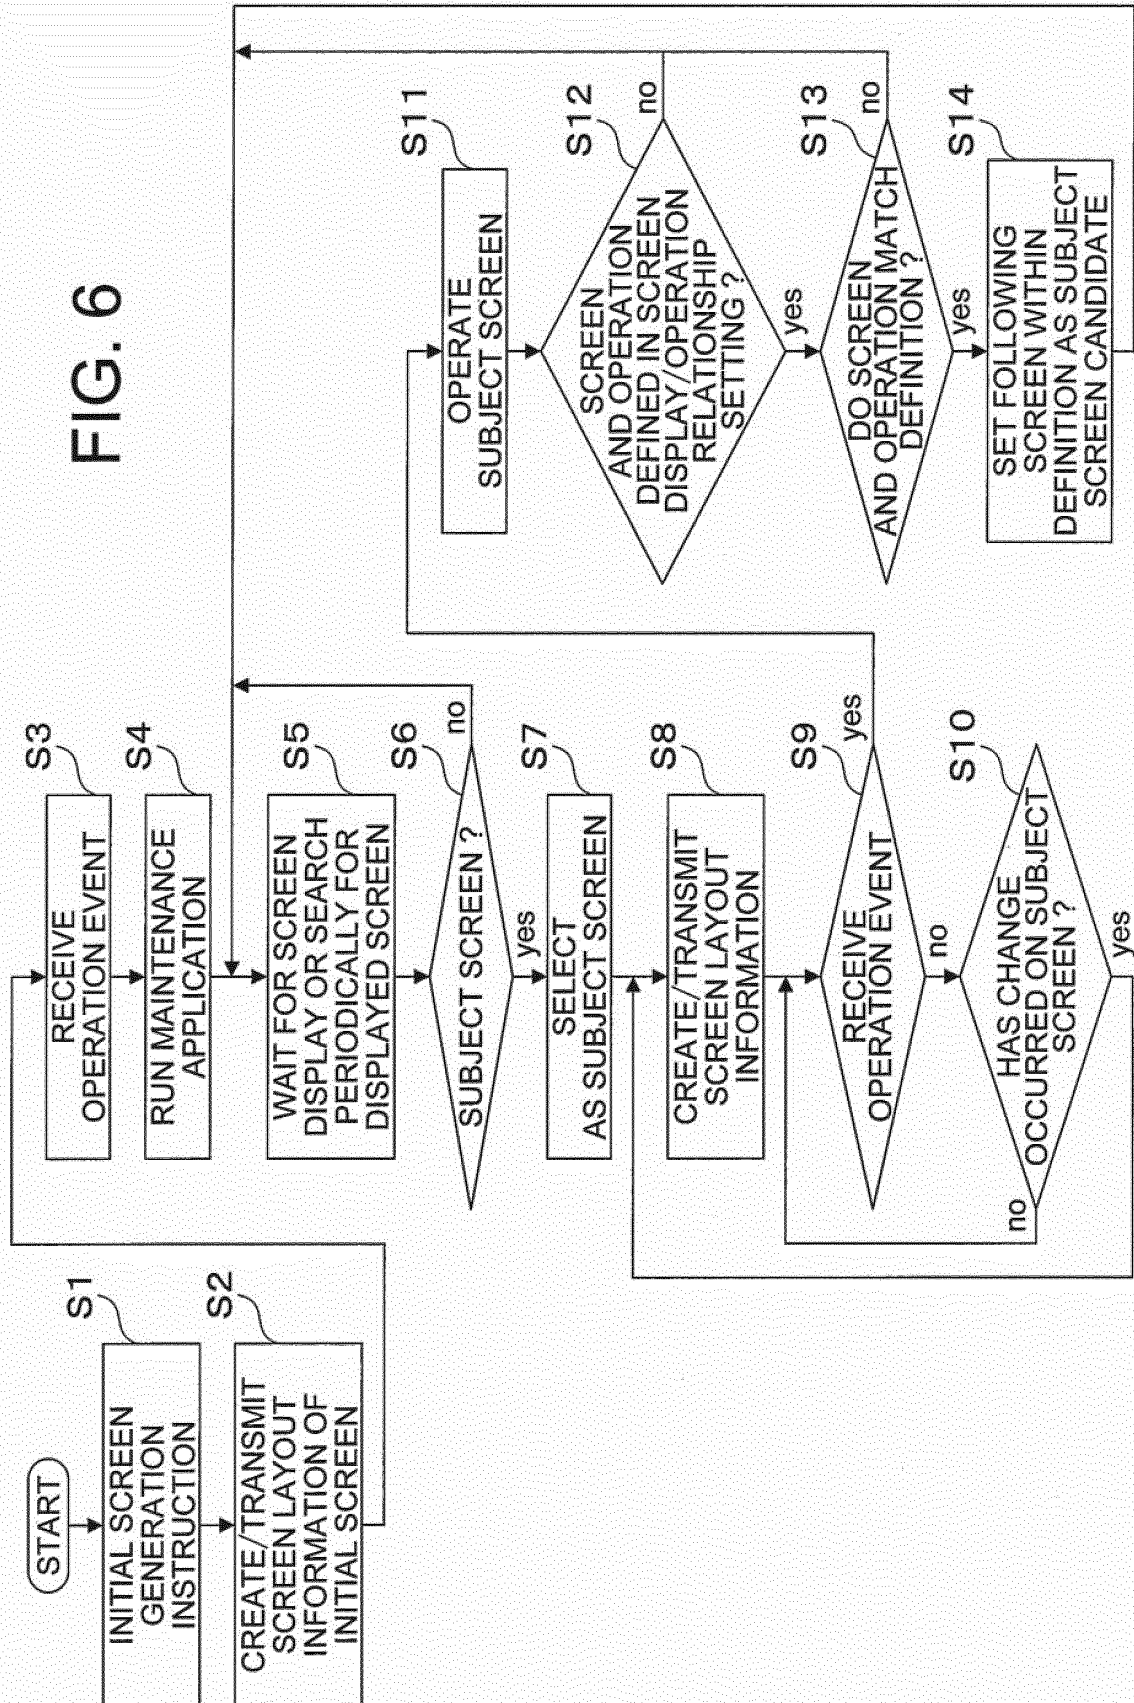 FIG. 6
START
INITIAL SCREEN
GENERATION
INSTRUCTION
S1
CREATE/TRANSMIT
SCREEN LAYOUT
INFORMATION OF
INITIAL SCREEN
S2
RECEIVE
OPERATION EVENT
S3
RUN MAINTENANCE
APPLICATION
S4
WAIT FOR SCREEN
DISPLAY OR SEARCH
PERIODICALLY FOR
DISPLAYED SCREEN
S5
SUBJECT SCREEN ?
S6
no
yes
SELECT
AS SUBJECT SCREEN
S7
CREATE/TRANSMIT
SCREEN LAYOUT
INFORMATION
S8
RECEIVE
OPERATION EVENT
S9
yes
no
HAS CHANGE
OCCURRED ON SUBJECT
SCREEN ?
S10
no
yes
OPERATE
SUBJECT SCREEN
S11
SCREEN
AND OPERATION
DEFINED IN SCREEN
DISPLAY/OPERATION
RELATIONSHIP
SETTING ?
S12
no
yes
DO SCREEN
AND OPERATION MATCH
DEFINITION ?
S13
no
yes
SET FOLLOWING
SCREEN WITHIN
DEFINITION AS SUBJECT
SCREEN CANDIDATE
S14